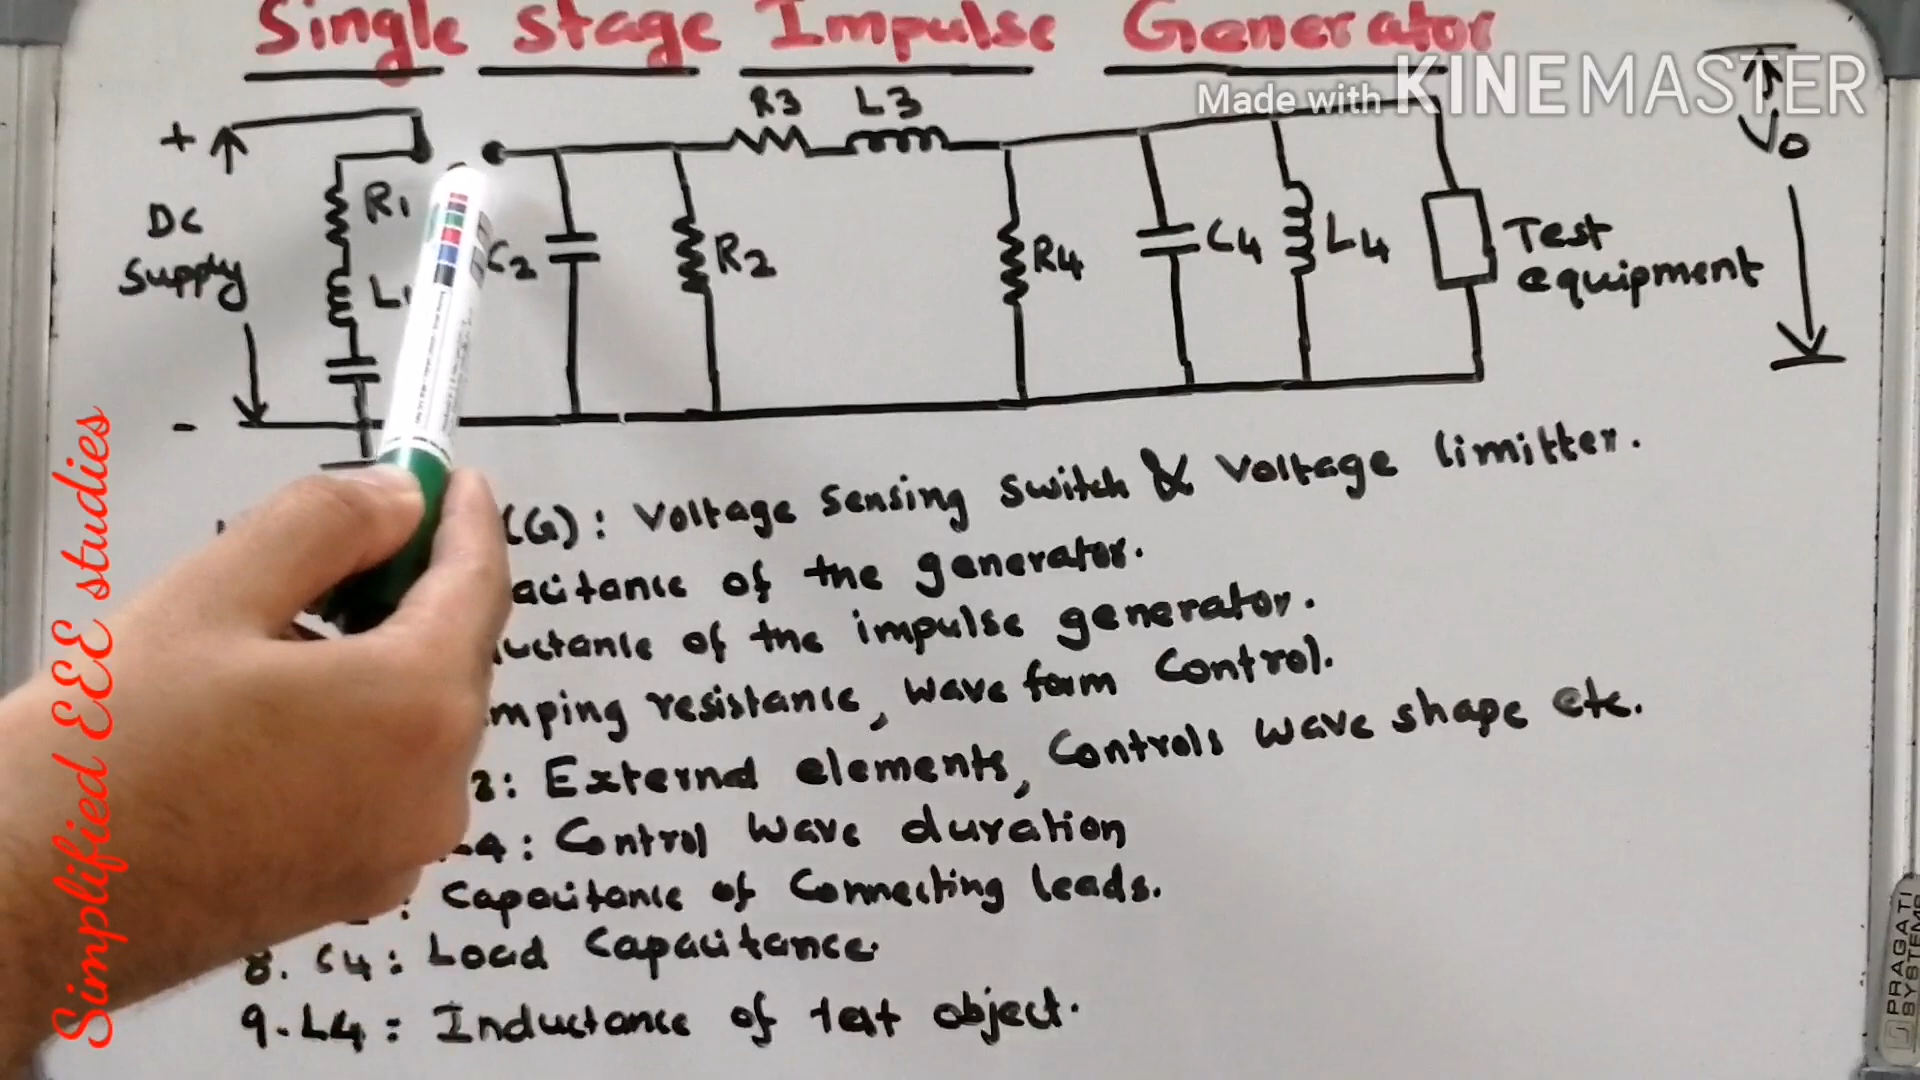 Single Stage Impulse Generator
Made with KINEMASTER
R3 L3
+
Vo
DC
Supply
R1
L1
C2
R2
R4
C4
L4
Test
equipment
-
(G): Voltage Sensing Switch & Voltage limitter.
acitance of the generator.
uctance of the impulse generator.
mping resistance, wave form Control.
: External elements, Controls wave shape etc.
4: Control wave duration
: Capacitance of Connecting leads.
8. C4: Load Capacitance.
9. L4: Inductance of test object.
Simplified EEE studies
PRAGATI
SYSTEMS